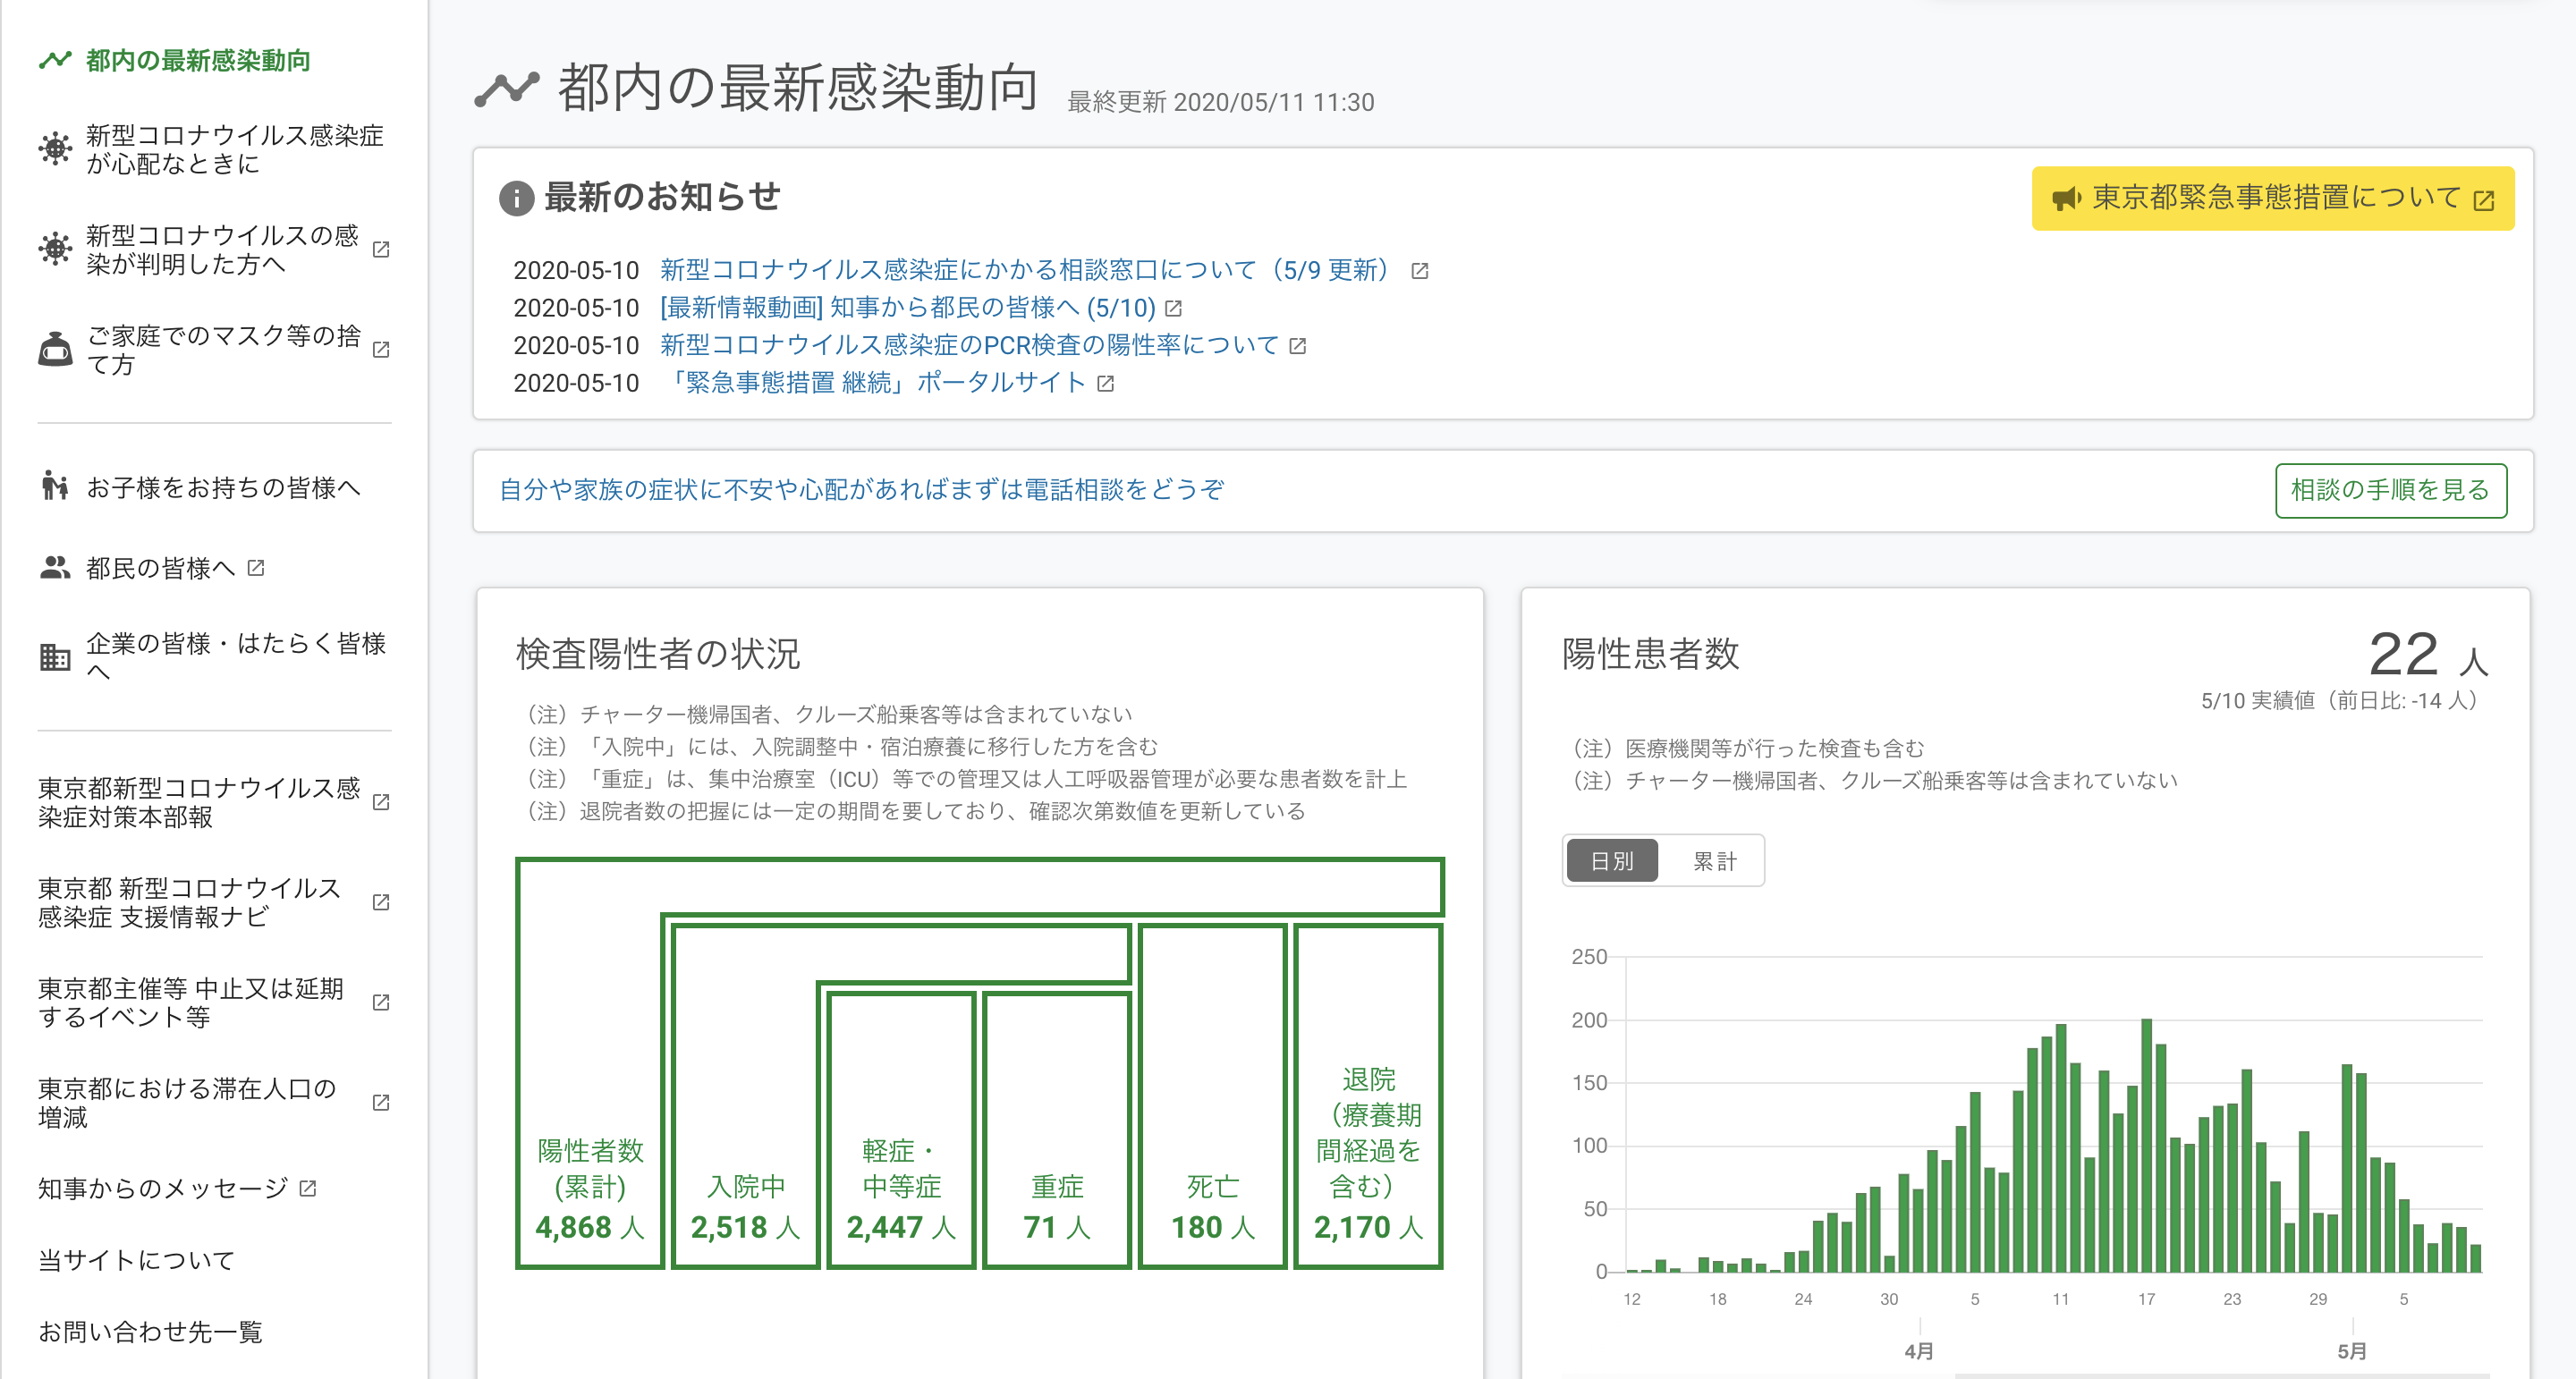 都内の最新感染動向
新型コロナウイルス感染症
が心配なときに
新型コロナウイルスの感
染が判明した方へ
ご家庭でのマスク等の捨
て方
お子様をお持ちの皆様へ
都民の皆様へ
企業の皆様・はたらく皆様
へ
東京都新型コロナウイルス感
染症対策本部報
東京都 新型コロナウイルス
感染症 支援情報ナビ
東京都主催等 中止又は延期
するイベント等
東京都における滞在人口の
増減
知事からのメッセージ
当サイトについて
お問い合わせ先一覧
都内の最新感染動向 最終更新 2020/05/11 11:30
最新のお知らせ
東京都緊急事態措置について
2020-05-10 新型コロナウイルス感染症にかかる相談窓口について（5/9 更新）
2020-05-10 [最新情報動画] 知事から都民の皆様へ (5/10)
2020-05-10 新型コロナウイルス感染症のPCR検査の陽性率について
2020-05-10 「緊急事態措置 継続」ポータルサイト
自分や家族の症状に不安や心配があればまずは電話相談をどうぞ
相談の手順を見る
検査陽性者の状況
（注）チャーター機帰国者、クルーズ船乗客等は含まれていない
（注）「入院中」には、入院調整中・宿泊療養に移行した方を含む
（注）「重症」は、集中治療室（ICU）等での管理又は人工呼吸器管理が必要な患者数を計上
（注）退院者数の把握には一定の期間を要しており、確認次第数値を更新している
陽性者数
(累計)
4,868 人
入院中
2,518 人
軽症・
中等症
2,447 人
重症
71 人
死亡
180 人
退院
（療養期
間経過を
含む）
2,170 人
陽性患者数
22 人
5/10 実績値（前日比: -14 人）
（注）医療機関等が行った検査も含む
（注）チャーター機帰国者、クルーズ船乗客等は含まれていない
日別 累計
250
200
150
100
50
0
12 18 24 30 5 11 17 23 29 5
4月 5月